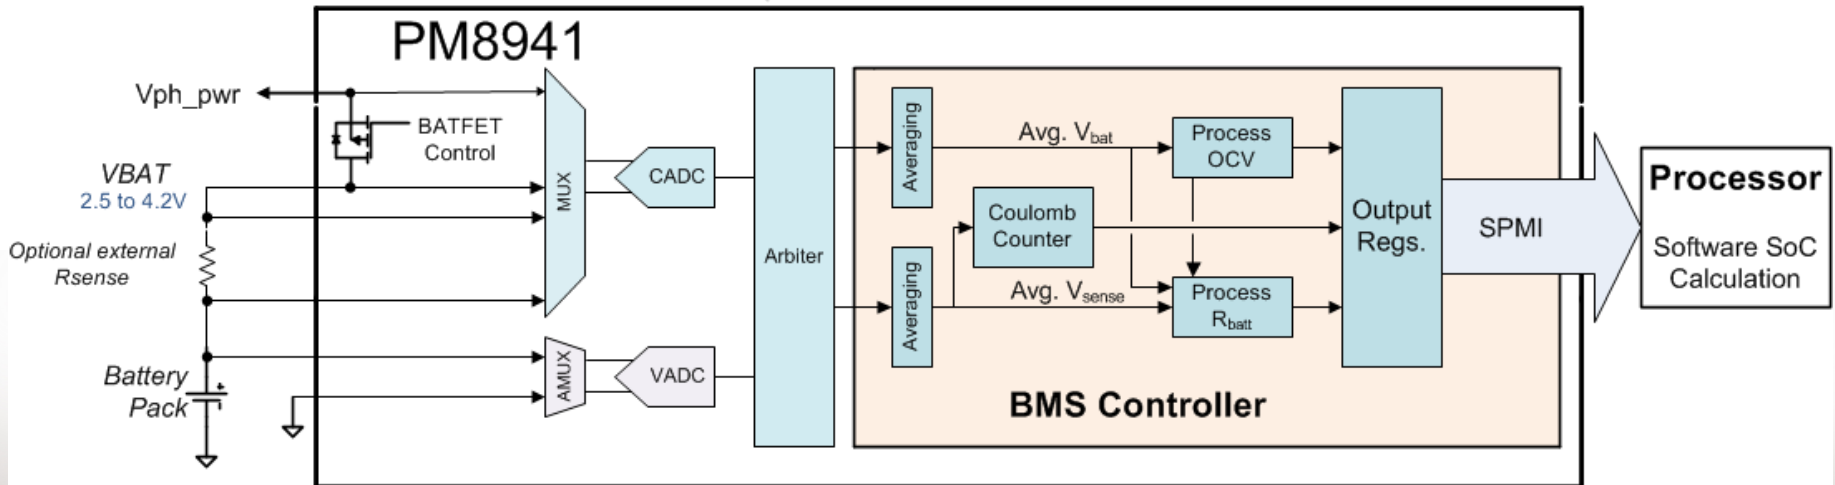 PM8941
Vph_pwr
BATFET
Control
VBAT
2.5 to 4.2V
Optional external
Rsense
Battery
Pack
MUX
CADC
AMUX
VADC
Arbiter
Averaging
Avg. Vbat
Process
OCV
Coulomb
Counter
Averaging
Avg. Vsense
Process
Rbatt
BMS Controller
Output
Regs.
SPMI
Processor
Software SoC
Calculation